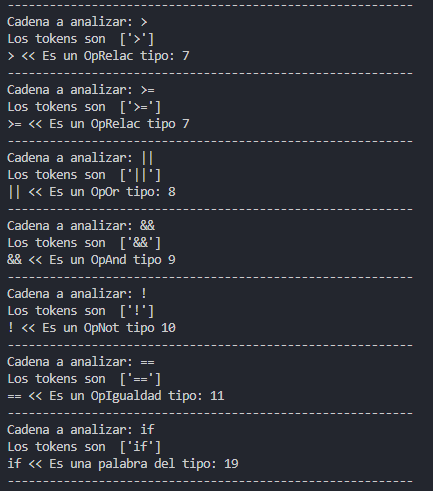 ------------------------------------------------------
Cadena a analizar: >
Los tokens son  ['>']
> << Es un OpRelac tipo: 7
------------------------------------------------------
Cadena a analizar: >=
Los tokens son  ['>=']
>= << Es un OpRelac tipo 7
------------------------------------------------------
Cadena a analizar: ||
Los tokens son  ['||']
|| << Es un OpOr tipo: 8
------------------------------------------------------
Cadena a analizar: &&
Los tokens son  ['&&']
&& << Es un OpAnd tipo 9
------------------------------------------------------
Cadena a analizar: !
Los tokens son  ['!']
! << Es un OpNot tipo 10
------------------------------------------------------
Cadena a analizar: ==
Los tokens son  ['==']
== << Es un OpIgualdad tipo: 11
------------------------------------------------------
Cadena a analizar: if
Los tokens son  ['if']
if << Es una palabra del tipo: 19
------------------------------------------------------